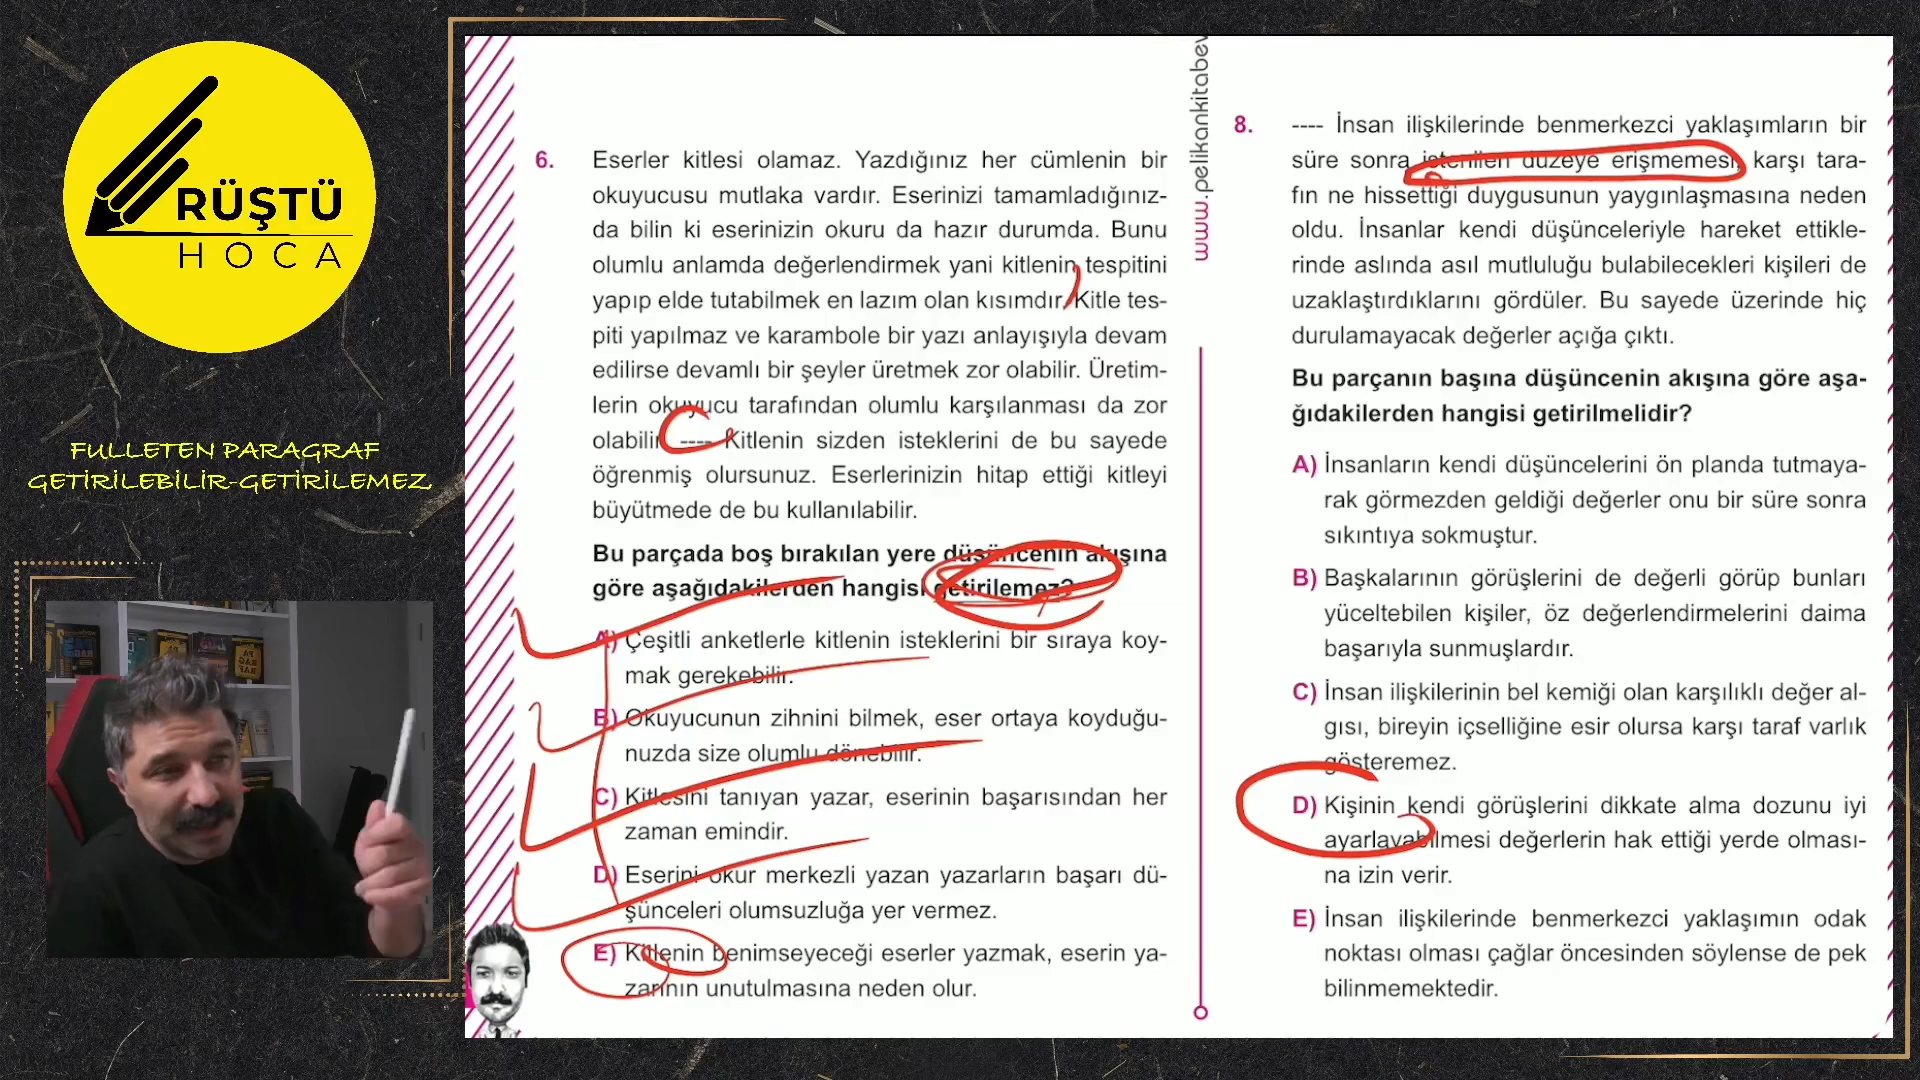 RÜŞTÜ
HOCA
FULLETEN PARAGRAF
GETİRİLEBİLİR-GETİRİLEMEZ.
6. Eserler kitlesi olamaz. Yazdığınız her cümlenin bir
okuyucusu mutlaka vardır. Eserinizi tamamladığınız-
da bilin ki eserinizin okuru da hazır durumda. Bunu
olumlu anlamda değerlendirmek yani kitlenin tespitini
yapıp elde tutabilmek en lazım olan kısımdır. Kitle tes-
piti yapılmaz ve karambole bir yazı anlayışıyla devam
edilirse devamlı bir şeyler üretmek zor olabilir. Üretim-
lerin okuyucu tarafından olumlu karşılanması da zor
olabilir. ---- Kitlenin sizden isteklerini de bu sayede
öğrenmiş olursunuz. Eserlerinizin hitap ettiği kitleyi
büyütmede de bu kullanılabilir.
Bu parçada boş bırakılan yere düşüncenin akışına
göre aşağıdakilerden hangisi getirilemez?
A) Çeşitli anketlerle kitlenin isteklerini bir sıraya koy-
mak gerekebilir.
B) Okuyucunun zihnini bilmek, eser ortaya koyduğu-
nuzda size olumlu dönebilir.
C) Kitlesini tanıyan yazar, eserinin başarısından her
zaman emindir.
D) Eserini okur merkezli yazan yazarların başarı dü-
şünceleri olumsuzluğa yer vermez.
E) Kitlenin benimseyeceği eserler yazmak, eserin ya-
zarının unutulmasına neden olur.
www.pelikankitabev
8. ---- İnsan ilişkilerinde benmerkezci yaklaşımların bir
süre sonra istenilen düzeye erişmemesi, karşı tara-
fın ne hissettiği duygusunun yaygınlaşmasına neden
oldu. İnsanlar kendi düşünceleriyle hareket ettikle-
rinde aslında asıl mutluluğu bulabilecekleri kişileri de
uzaklaştırdıklarını gördüler. Bu sayede üzerinde hiç
durulamayacak değerler açığa çıktı.
Bu parçanın başına düşüncenin akışına göre aşa-
ğıdakilerden hangisi getirilmelidir?
A) İnsanların kendi düşüncelerini ön planda tutmaya-
rak görmezden geldiği değerler onu bir süre sonra
sıkıntıya sokmuştur.
B) Başkalarının görüşlerini de değerli görüp bunları
yüceltebilen kişiler, öz değerlendirmelerini daima
başarıyla sunmuşlardır.
C) İnsan ilişkilerinin bel kemiği olan karşılıklı değer al-
gısı, bireyin içselliğine esir olursa karşı taraf varlık
gösteremez.
D) Kişinin kendi görüşlerini dikkate alma dozunu iyi
ayarlayabilmesi değerlerin hak ettiği yerde olması-
na izin verir.
E) İnsan ilişkilerinde benmerkezci yaklaşımın odak
noktası olması çağlar öncesinden söylense de pek
bilinmemektedir.